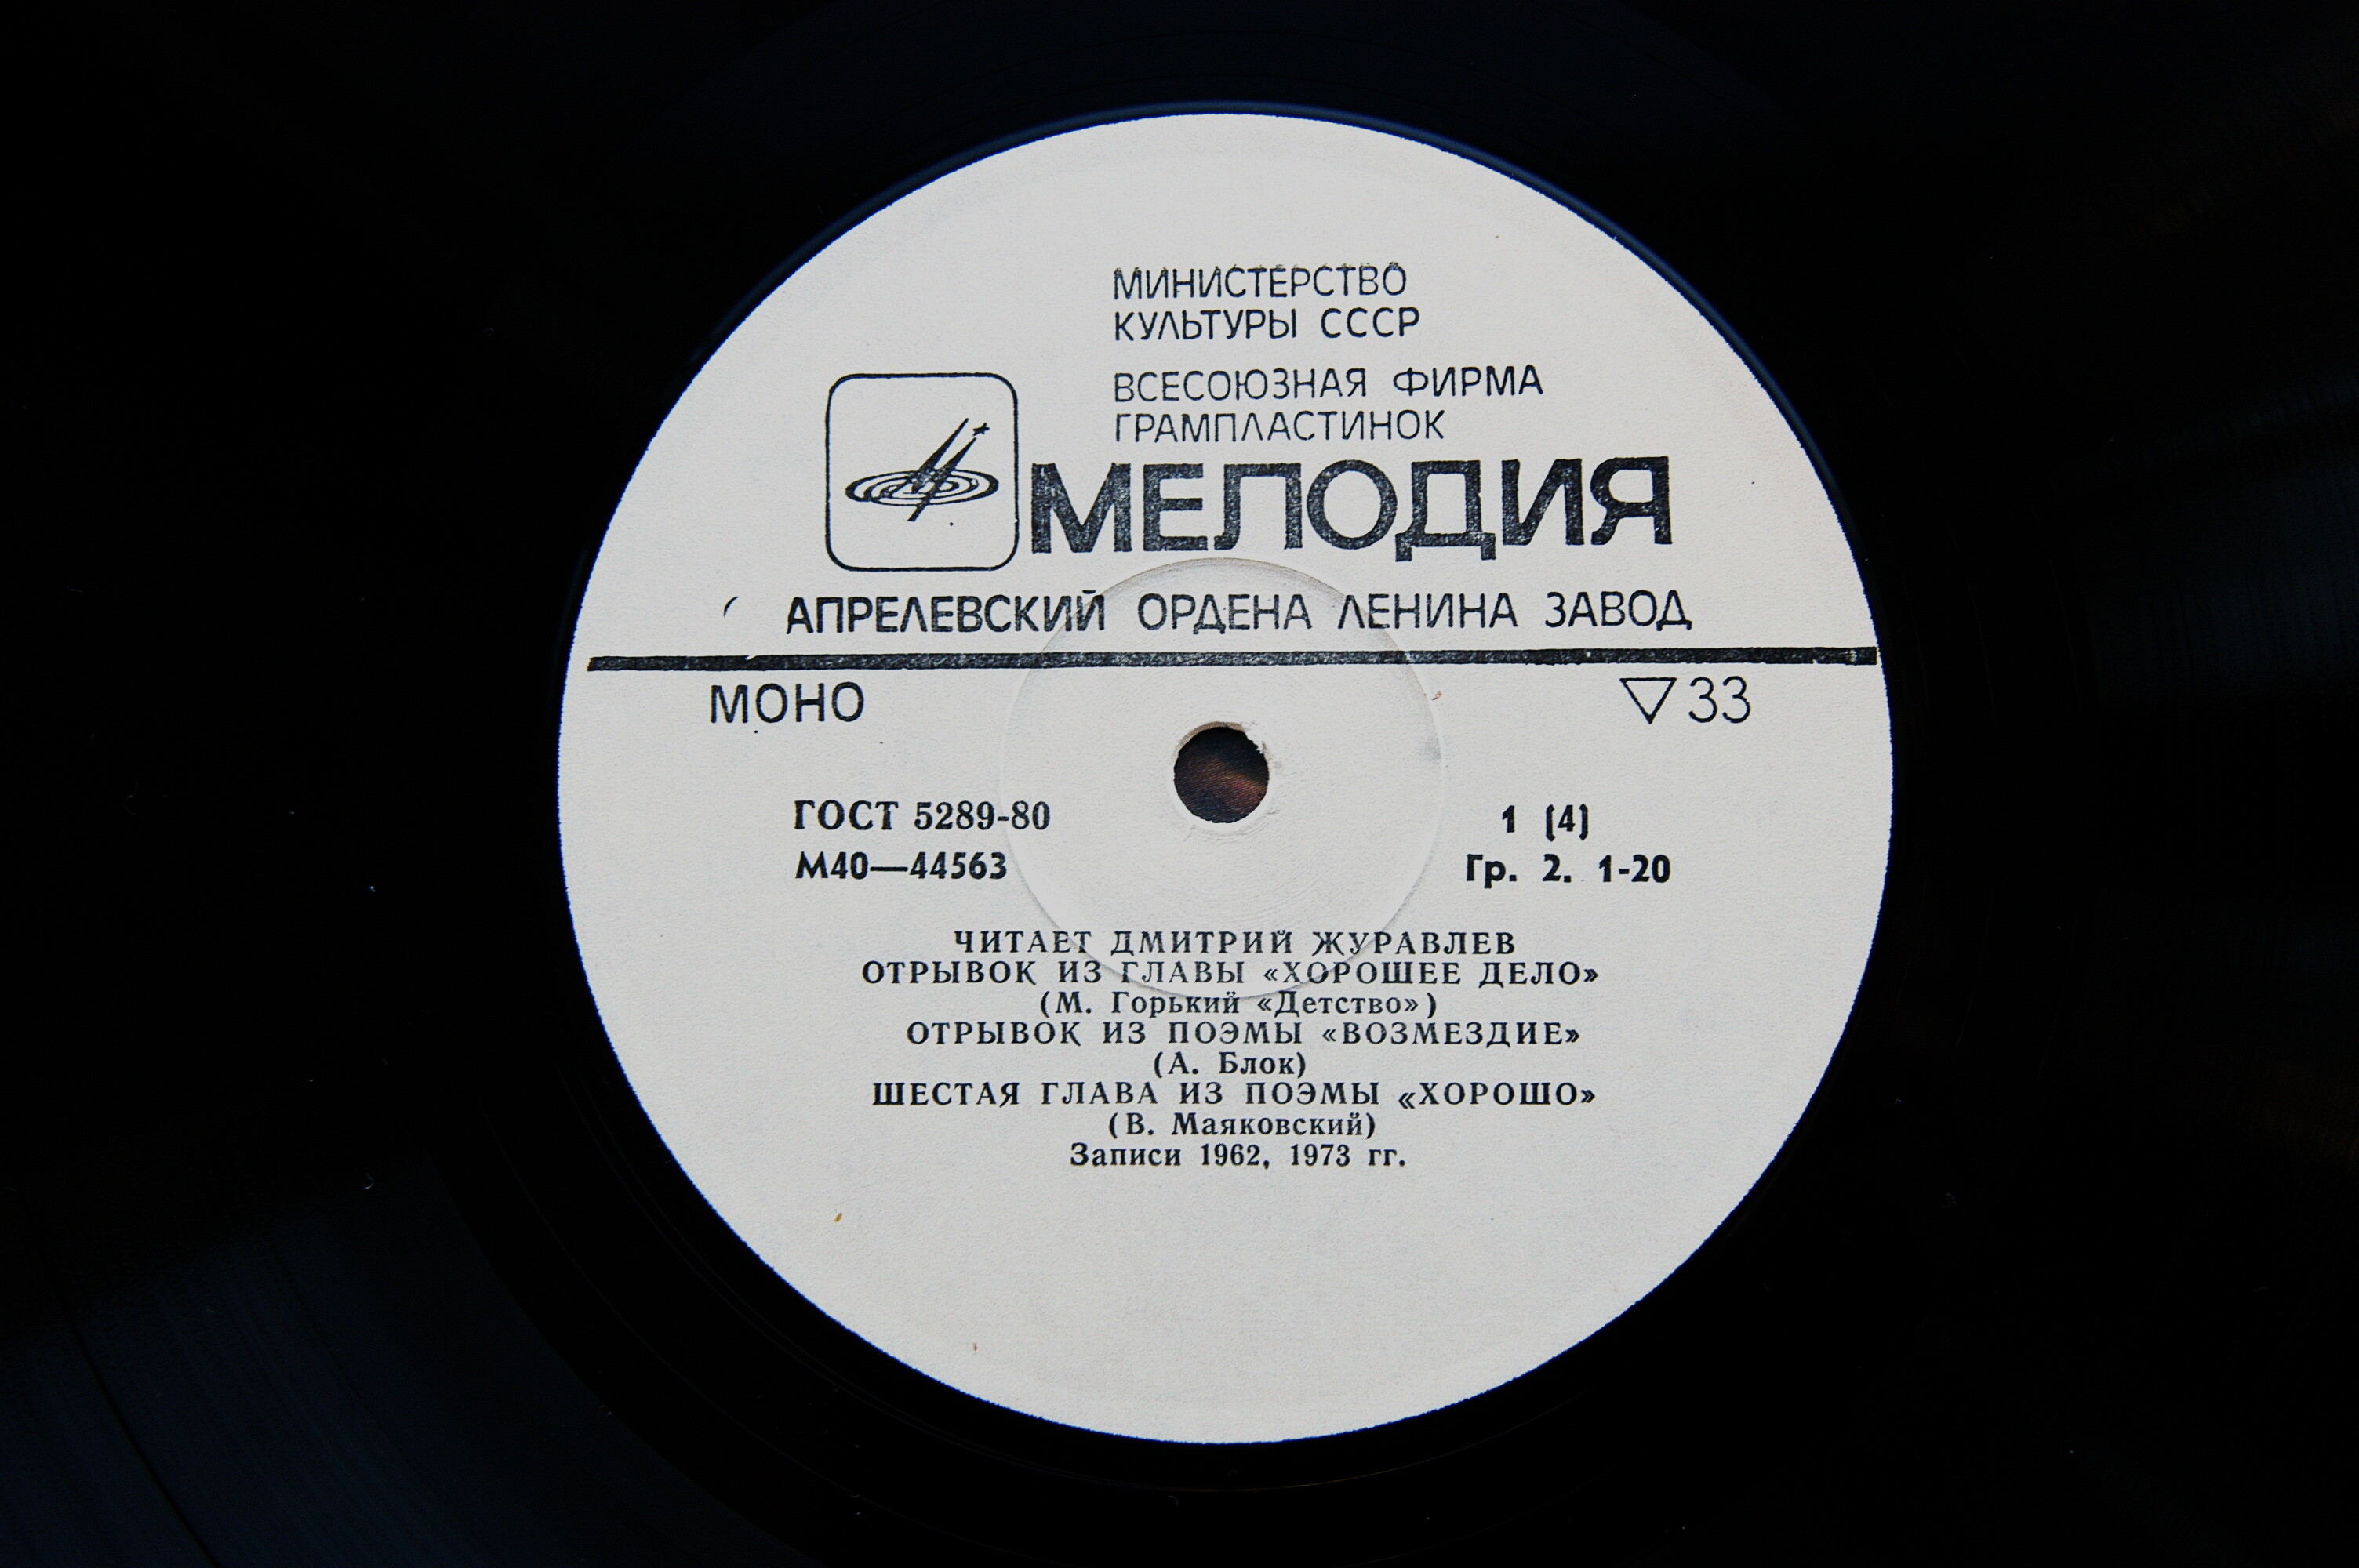 МИНИСТЕРСТВО
КУЛЬТУРЫ СССР
ВСЕСОЮЗНАЯ ФИРМА
ГРАМПЛАСТИНОК
МЕЛОДИЯ
АПРЕЛЕВСКИЙ ОРДЕНА ЛЕНИНА ЗАВОД
МОНО ▽33
ГОСТ 5289-80 1 (4)
М40—44563 Гр. 2. 1-20
ЧИТАЕТ ДМИТРИЙ ЖУРАВЛЕВ
ОТРЫВОК ИЗ ГЛАВЫ «ХОРОШЕЕ ДЕЛО»
(М. Горький «Детство»)
ОТРЫВОК ИЗ ПОЭМЫ «ВОЗМЕЗДИЕ»
(А. Блок)
ШЕСТАЯ ГЛАВА ИЗ ПОЭМЫ «ХОРОШО»
(В. Маяковский)
Записи 1962, 1973 гг.